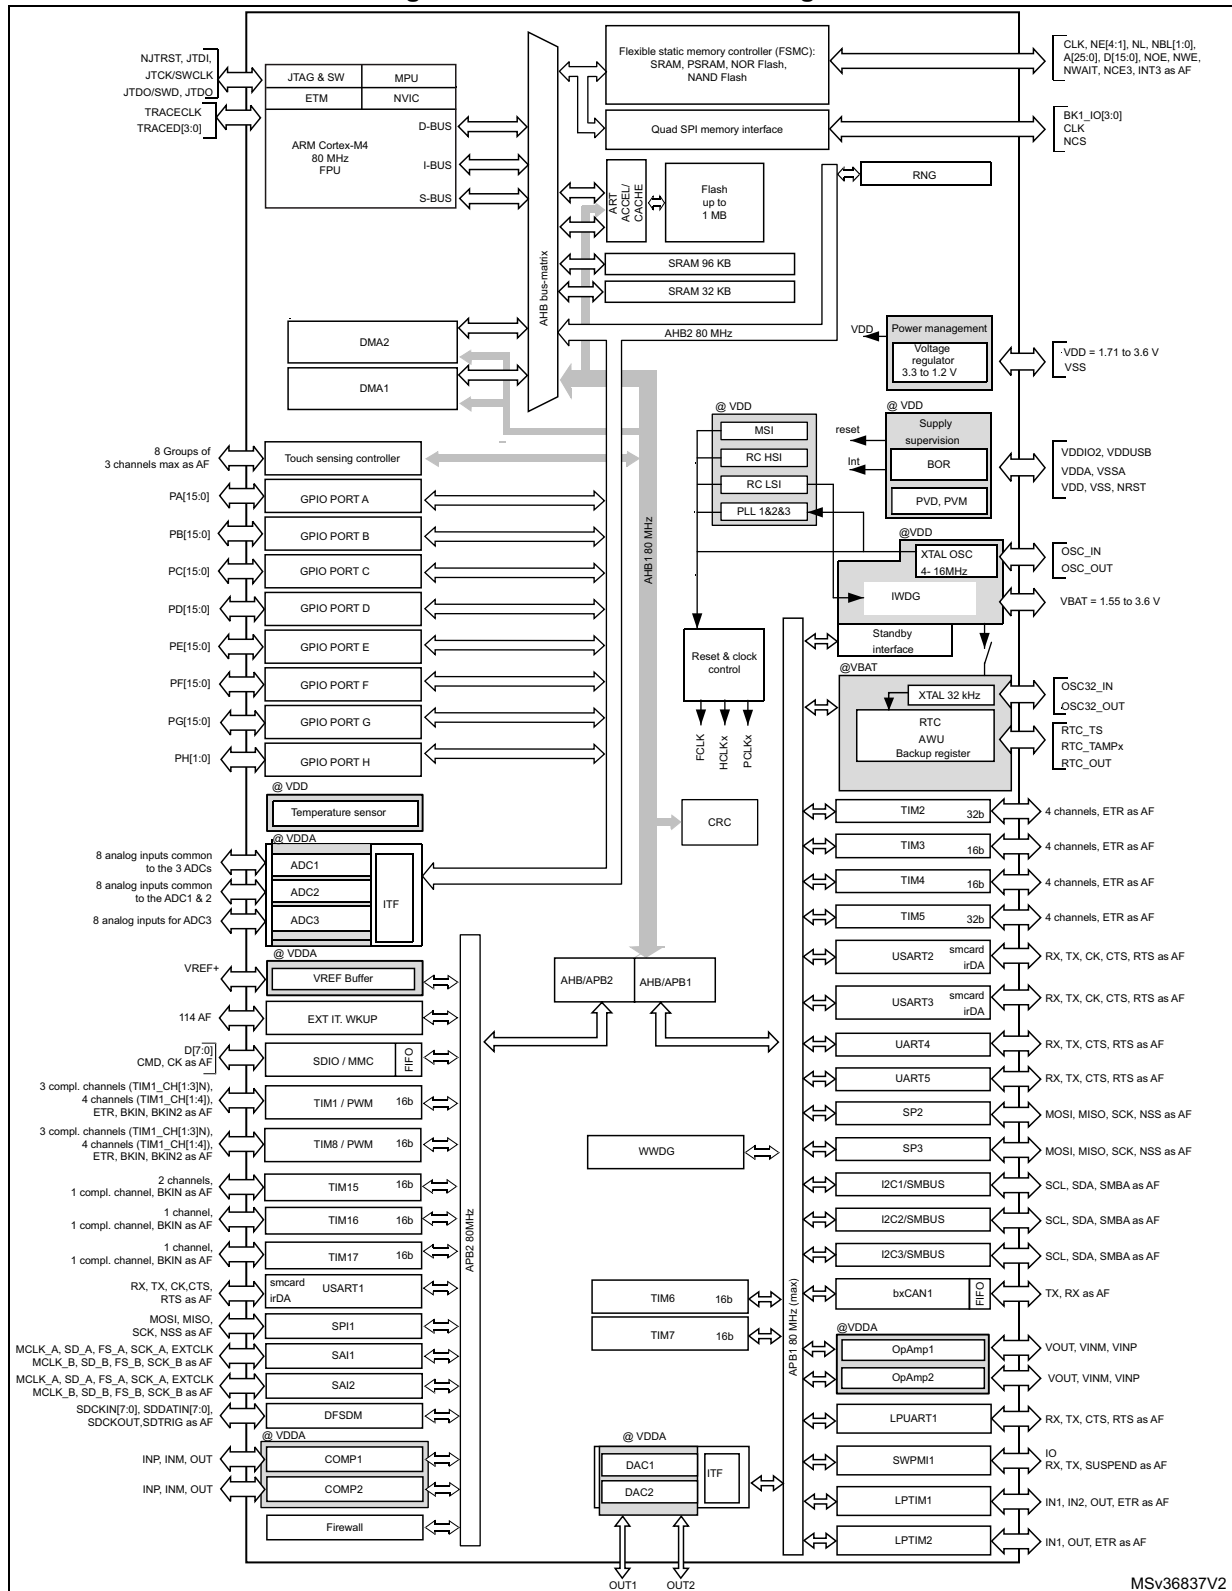 NJTRST, JTDI,
JTCK/SWCLK
JTDO/SWD, JTDO
TRACECLK
TRACED[3:0]
JTAG & SW
MPU
ETM
NVIC
ARM Cortex-M4
80 MHz
FPU
D-BUS
I-BUS
S-BUS
AHB bus-matrix
Flexible static memory controller (FSMC):
SRAM, PSRAM, NOR Flash,
NAND Flash
CLK, NE[4:1], NL, NBL[1:0],
A[25:0], D[15:0], NOE, NWE,
NWAIT, NCE3, INT3 as AF
Quad SPI memory interface
BK1_IO[3:0]
CLK
NCS
ART
ACCEL/
CACHE
Flash
up to
1 MB
RNG
SRAM 96 KB
SRAM 32 KB
AHB2 80 MHz
DMA2
DMA1
VDD
Power management
Voltage
regulator
3.3 to 1.2 V
VDD = 1.71 to 3.6 V
VSS
@ VDD
MSI
RC HSI
RC LSI
PLL 1&2&3
@ VDD
reset
Int
Supply
supervision
BOR
PVD, PVM
VDDIO2, VDDUSB
VDDA, VSSA
VDD, VSS, NRST
8 Groups of
3 channels max as AF
Touch sensing controller
PA[15:0]
GPIO PORT A
PB[15:0]
GPIO PORT B
PC[15:0]
GPIO PORT C
PD[15:0]
GPIO PORT D
PE[15:0]
GPIO PORT E
PF[15:0]
GPIO PORT F
PG[15:0]
GPIO PORT G
PH[1:0]
GPIO PORT H
AHB1 80 MHz
@VDD
XTAL OSC
4- 16MHz
IWDG
Standby
interface
OSC_IN
OSC_OUT
VBAT = 1.55 to 3.6 V
Reset & clock
control
FCLK
HCLKx
PCLKx
@VBAT
XTAL 32 kHz
RTC
AWU
Backup register
OSC32_IN
OSC32_OUT
RTC_TS
RTC_TAMPx
RTC_OUT
@ VDD
Temperature sensor
@ VDDA
8 analog inputs common
to the 3 ADCs
8 analog inputs common
to the ADC1 & 2
8 analog inputs for ADC3
ADC1
ADC2
ADC3
ITF
CRC
@ VDDA
VREF+
VREF Buffer
AHB/APB2
AHB/APB1
114 AF
EXT IT. WKUP
D[7:0]
CMD, CK as AF
SDIO / MMC
FIFO
3 compl. channels (TIM1_CH[1:3]N),
4 channels (TIM1_CH[1:4]),
ETR, BKIN, BKIN2 as AF
TIM1 / PWM
16b
3 compl. channels (TIM1_CH[1:3]N),
4 channels (TIM1_CH[1:4]),
ETR, BKIN, BKIN2 as AF
TIM8 / PWM
16b
2 channels,
1 compl. channel, BKIN as AF
TIM15
16b
1 channel,
1 compl. channel, BKIN as AF
TIM16
16b
1 channel,
1 compl. channel, BKIN as AF
TIM17
16b
RX, TX, CK,CTS,
RTS as AF
smcard
irDA
USART1
MOSI, MISO,
SCK, NSS as AF
SPI1
MCLK_A, SD_A, FS_A, SCK_A, EXTCLK
MCLK_B, SD_B, FS_B, SCK_B as AF
SAI1
MCLK_A, SD_A, FS_A, SCK_A, EXTCLK
MCLK_B, SD_B, FS_B, SCK_B as AF
SAI2
SDCKIN[7:0], SDDATIN[7:0],
SDCKOUT,SDTRIG as AF
DFSDM
@ VDDA
INP, INM, OUT
COMP1
INP, INM, OUT
COMP2
Firewall
APB2 80MHz
WWDG
TIM6
16b
TIM7
16b
@ VDDA
DAC1
DAC2
ITF
OUT1
OUT2
APB1 80 MHz (max)
TIM2
32b
4 channels, ETR as AF
TIM3
16b
4 channels, ETR as AF
TIM4
16b
4 channels, ETR as AF
TIM5
32b
4 channels, ETR as AF
USART2
smcard
irDA
RX, TX, CK, CTS, RTS as AF
USART3
smcard
irDA
RX, TX, CK, CTS, RTS as AF
UART4
RX, TX, CTS, RTS as AF
UART5
RX, TX, CTS, RTS as AF
SP2
MOSI, MISO, SCK, NSS as AF
SP3
MOSI, MISO, SCK, NSS as AF
I2C1/SMBUS
SCL, SDA, SMBA as AF
I2C2/SMBUS
SCL, SDA, SMBA as AF
I2C3/SMBUS
SCL, SDA, SMBA as AF
bxCAN1
FIFO
TX, RX as AF
@VDDA
OpAmp1
VOUT, VINM, VINP
OpAmp2
VOUT, VINM, VINP
LPUART1
RX, TX, CTS, RTS as AF
SWPMI1
IO
RX, TX, SUSPEND as AF
LPTIM1
IN1, IN2, OUT, ETR as AF
LPTIM2
IN1, OUT, ETR as AF
MSv36837V2